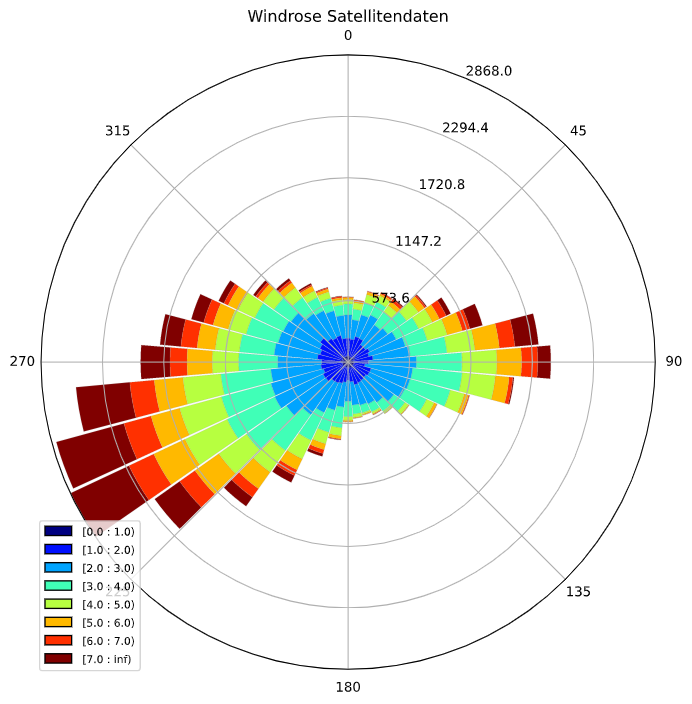 Windrose Satellitendaten
0
2868.0
2294.4
315
45
1720.8
1147.2
573.6
270
90
[0.0 : 1.0)
[1.0 : 2.0)
[2.0 : 3.0)
[3.0 : 4.0)
225
135
[4.0 : 5.0)
[5.0 : 6.0)
[6.0 : 7.0)
[7.0 : inf)
180